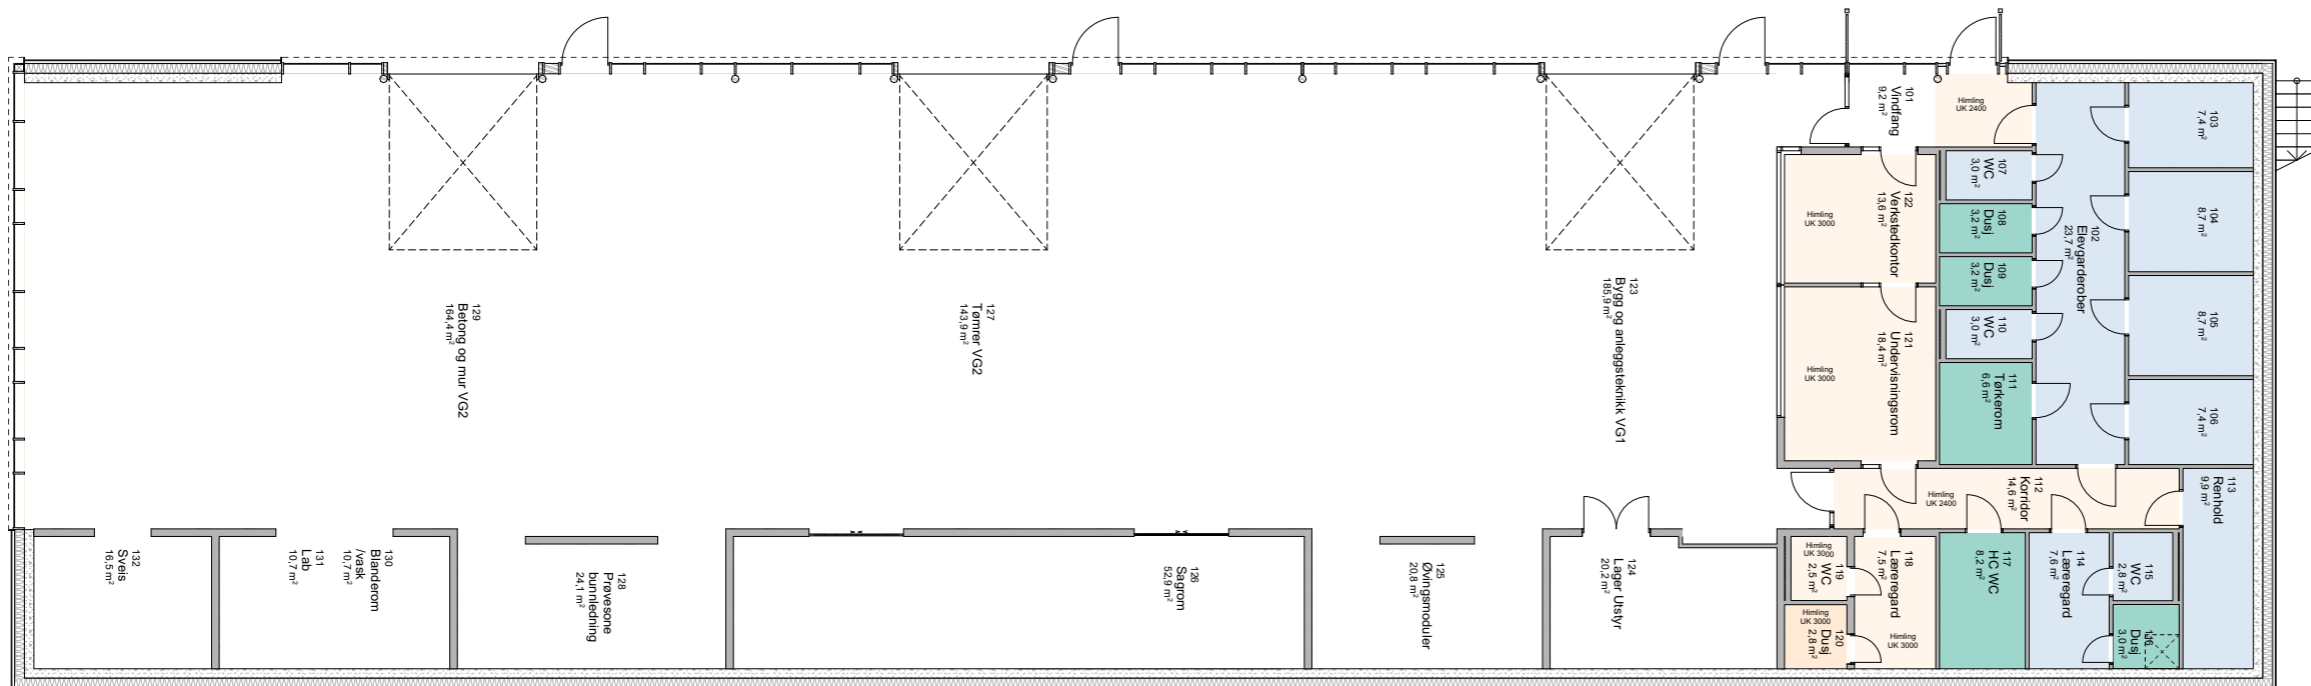 101
Vindfang
9,2 m²
Himling
UK 2400
103
7,4 m²
107
WC
3,0 m²
122
Verkstedkontor
13,6 m²
Himling
UK 3000
108
Dusj
3,2 m²
102
Elevgarderober
23,7 m²
104
8,7 m²
109
Dusj
3,2 m²
129
Betong og mur VG2
164,4 m²
127
Tømrer VG2
143,9 m²
123
Bygg og anleggsteknikk VG1
185,9 m²
121
Undervisningsrom
18,4 m²
Himling
UK 3000
110
WC
3,0 m²
105
8,7 m²
111
Tørkerom
6,6 m²
106
7,4 m²
112
Korridor
14,6 m²
Himling
UK 2400
113
Renhold
9,9 m²
132
Sveis
16,5 m²
131
Lab
10,7 m²
130
Blanderom
/vask
10,7 m²
128
Prøvesone
bunnledning
24,1 m²
126
Sagrom
52,9 m²
125
Øvingsmoduler
20,8 m²
124
Lager Utstyr
20,2 m²
Himling
UK 3000
119
WC
2,5 m²
118
Lærergard
7,5 m²
117
HC WC
8,2 m²
114
Lærergard
7,6 m²
115
WC
2,8 m²
Himling
UK 3000
120
Dusj
2,8 m²
Himling
UK 3000
116
Dusj
3,0 m²